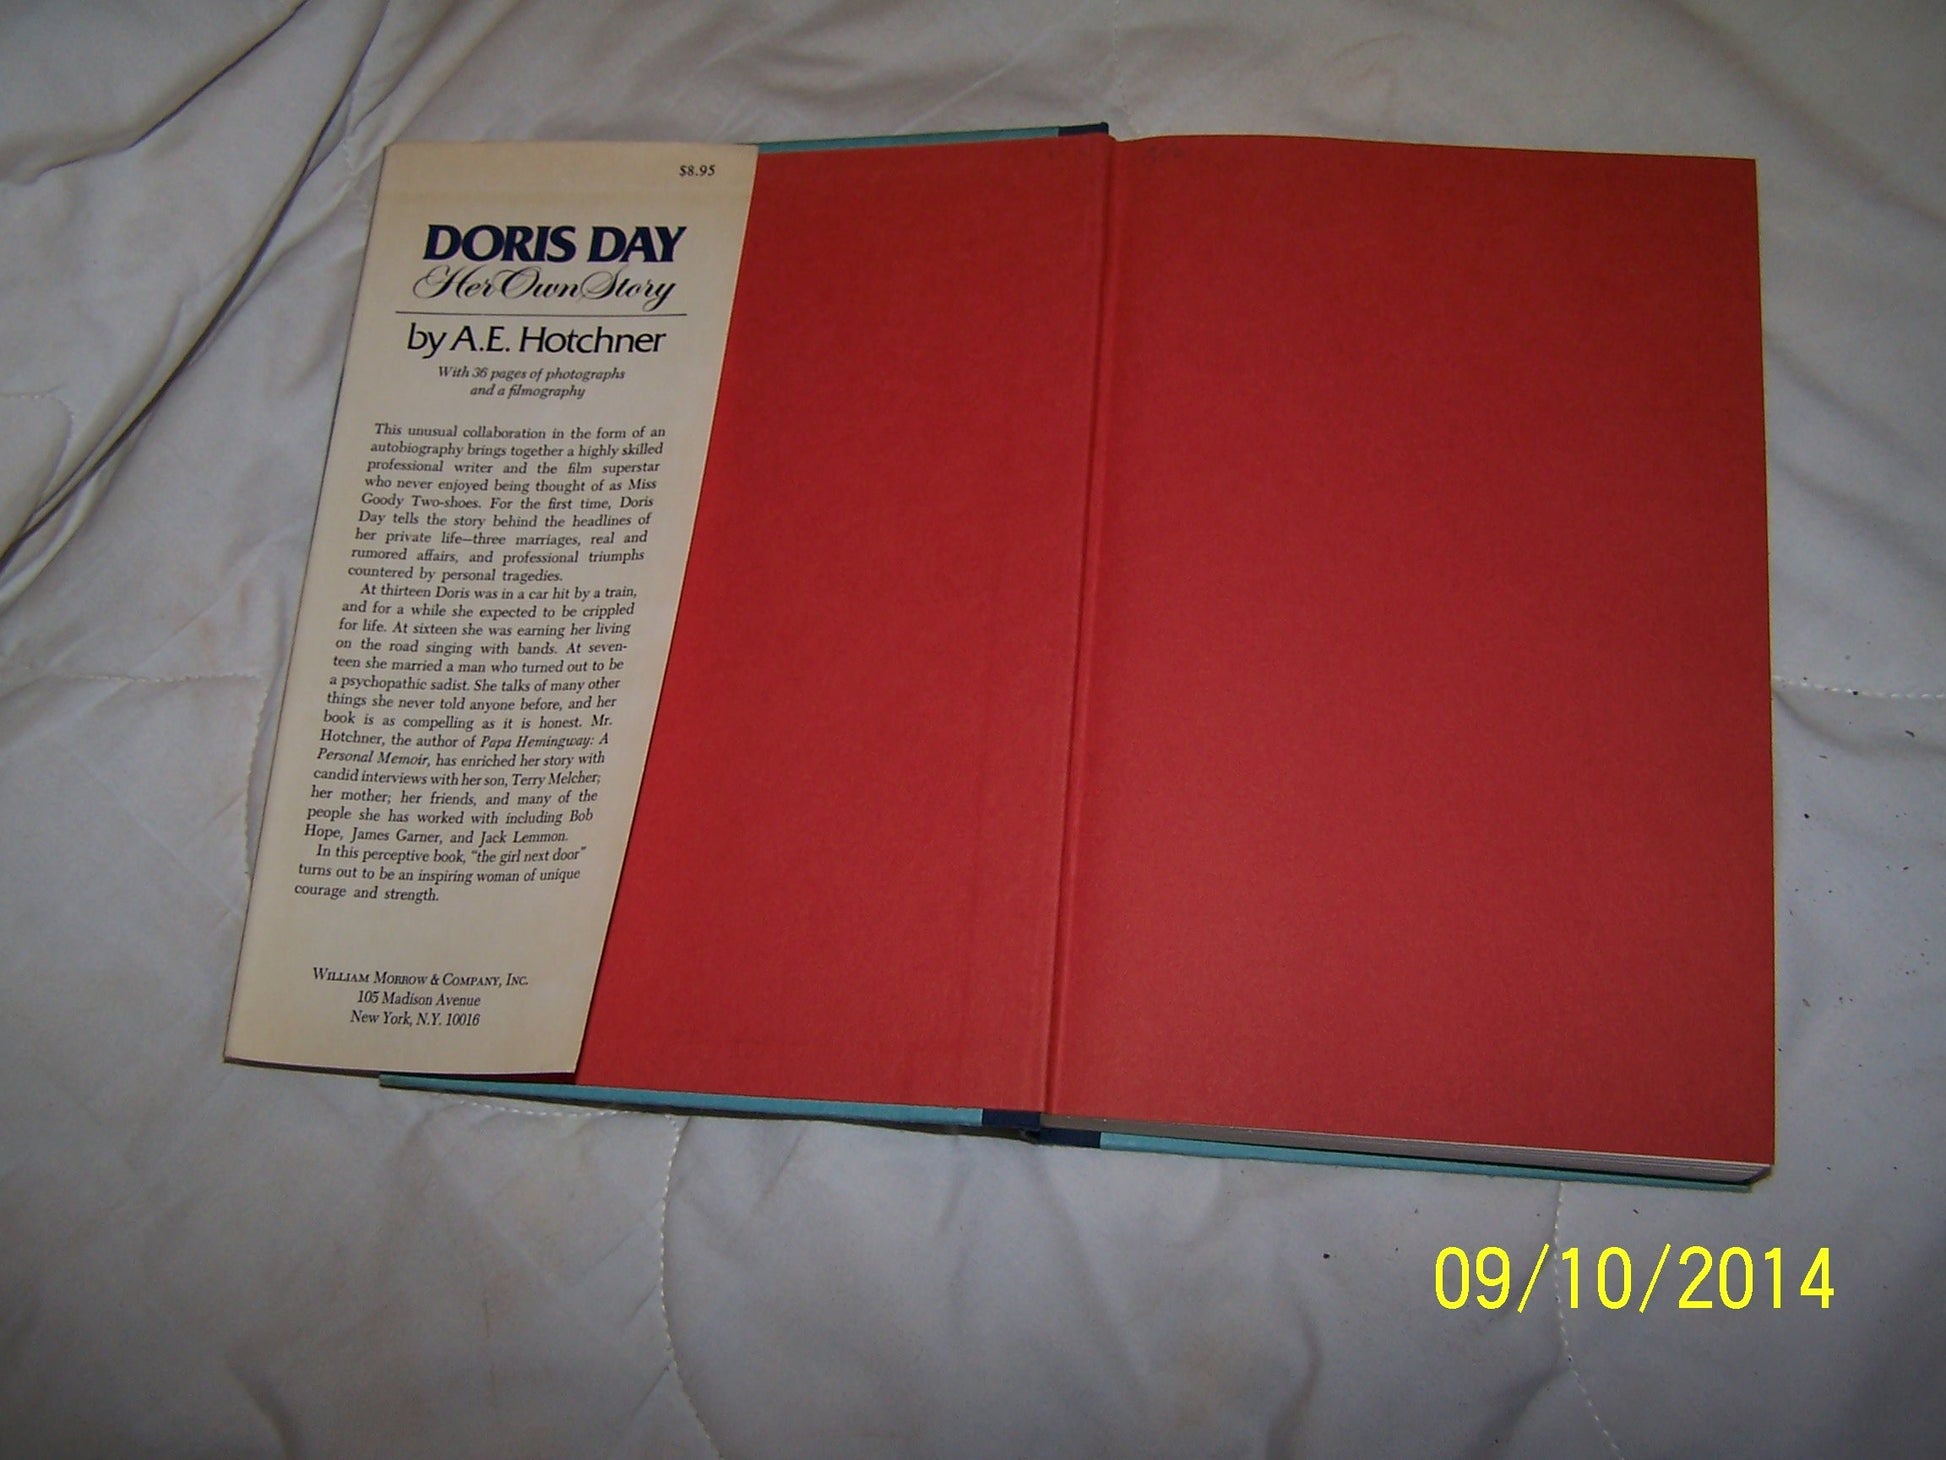 $8.95
DORIS DAY
Her Own Story
by A.E. Hotchner
With 36 pages of photographs
and a filmography
This unusual collaboration in the form of an
autobiography brings together a highly skilled
professional writer and the film superstar
who never enjoyed being thought of as Miss
Goody Two-shoes. For the first time, Doris
Day tells the story behind the headlines of
her private life—three marriages, real and
rumored affairs, and professional triumphs
countered by personal tragedies.
At thirteen Doris was in a car hit by a train,
and for a while she expected to be crippled
for life. At sixteen she was earning her living
on the road singing with bands. At seven-
teen she married a man who turned out to be
a psychopathic sadist. She talks of many other
things she never told anyone before, and her
book is as compelling as it is honest. Mr.
Hotchner, the author of Papa Hemingway: A
Personal Memoir, has enriched her story with
candid interviews with her son, Terry Melcher;
her mother; her friends, and many of the
people she has worked with including Bob
Hope, James Garner, and Jack Lemmon.
In this perceptive book, "the girl next door"
turns out to be an inspiring woman of unique
courage and strength.
WILLIAM MORROW & COMPANY, INC.
105 Madison Avenue
New York, N.Y. 10016
09/10/2014